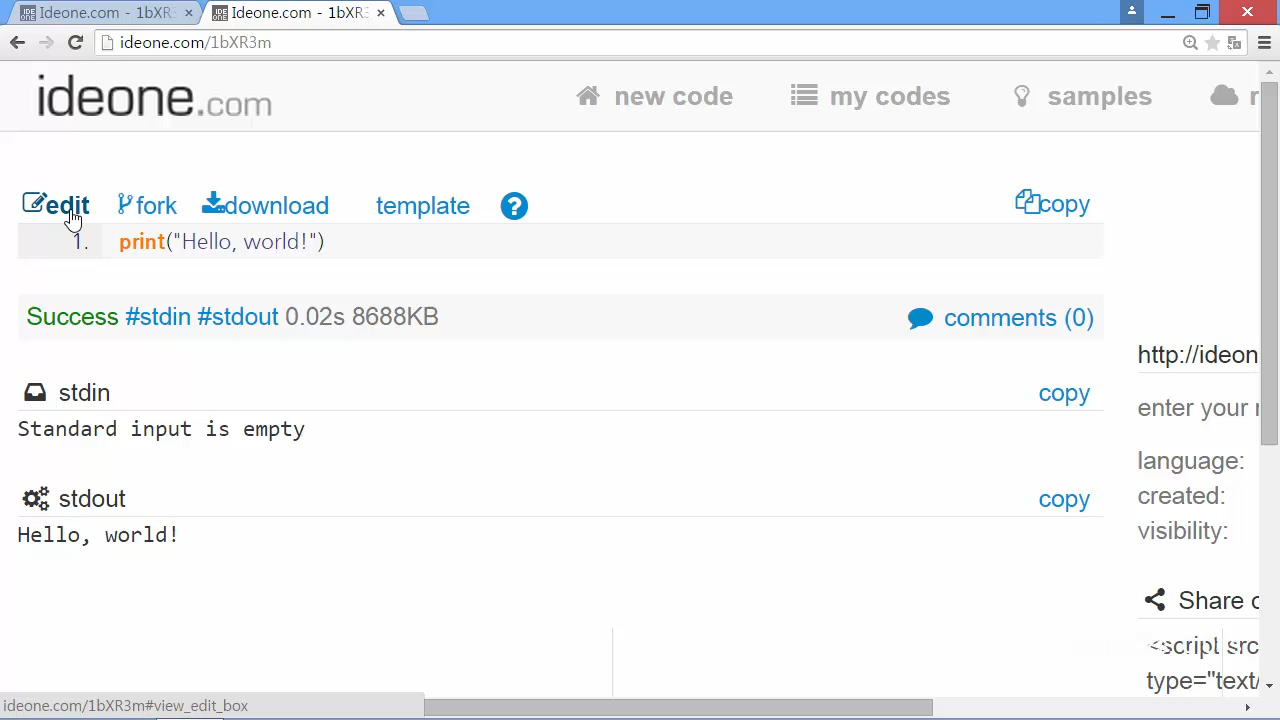 Ideone.com - 1bXR
Ideone.com - 1bXR3
ideone.com/1bXR3m
ideone.com
new code
my codes
samples
r
edit
fork
download
template
?
copy
1. print("Hello, world!")
Success #stdin #stdout 0.02s 8688KB
comments (0)
http://ideon
stdin
copy
enter your
Standard input is empty
language:
created:
stdout
copy
visibility:
Hello, world!
Share
<script src
type="text/
ideone.com/1bXR3m#view_edit_box